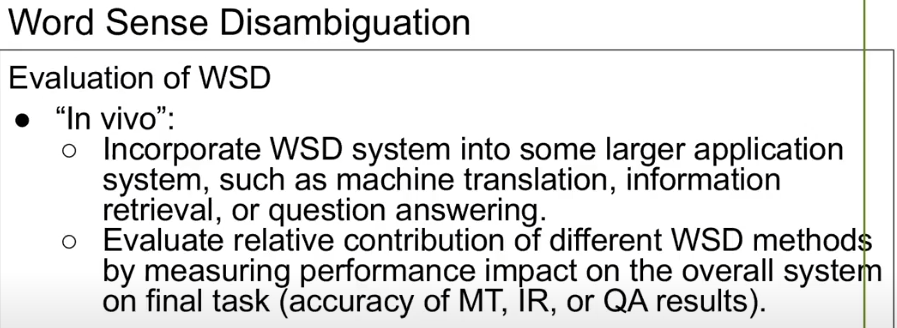 Word Sense Disambiguation
Evaluation of WSD
● “In vivo”:
○ Incorporate WSD system into some larger application
system, such as machine translation, information
retrieval, or question answering.
○ Evaluate relative contribution of different WSD methods
by measuring performance impact on the overall system
on final task (accuracy of MT, IR, or QA results).